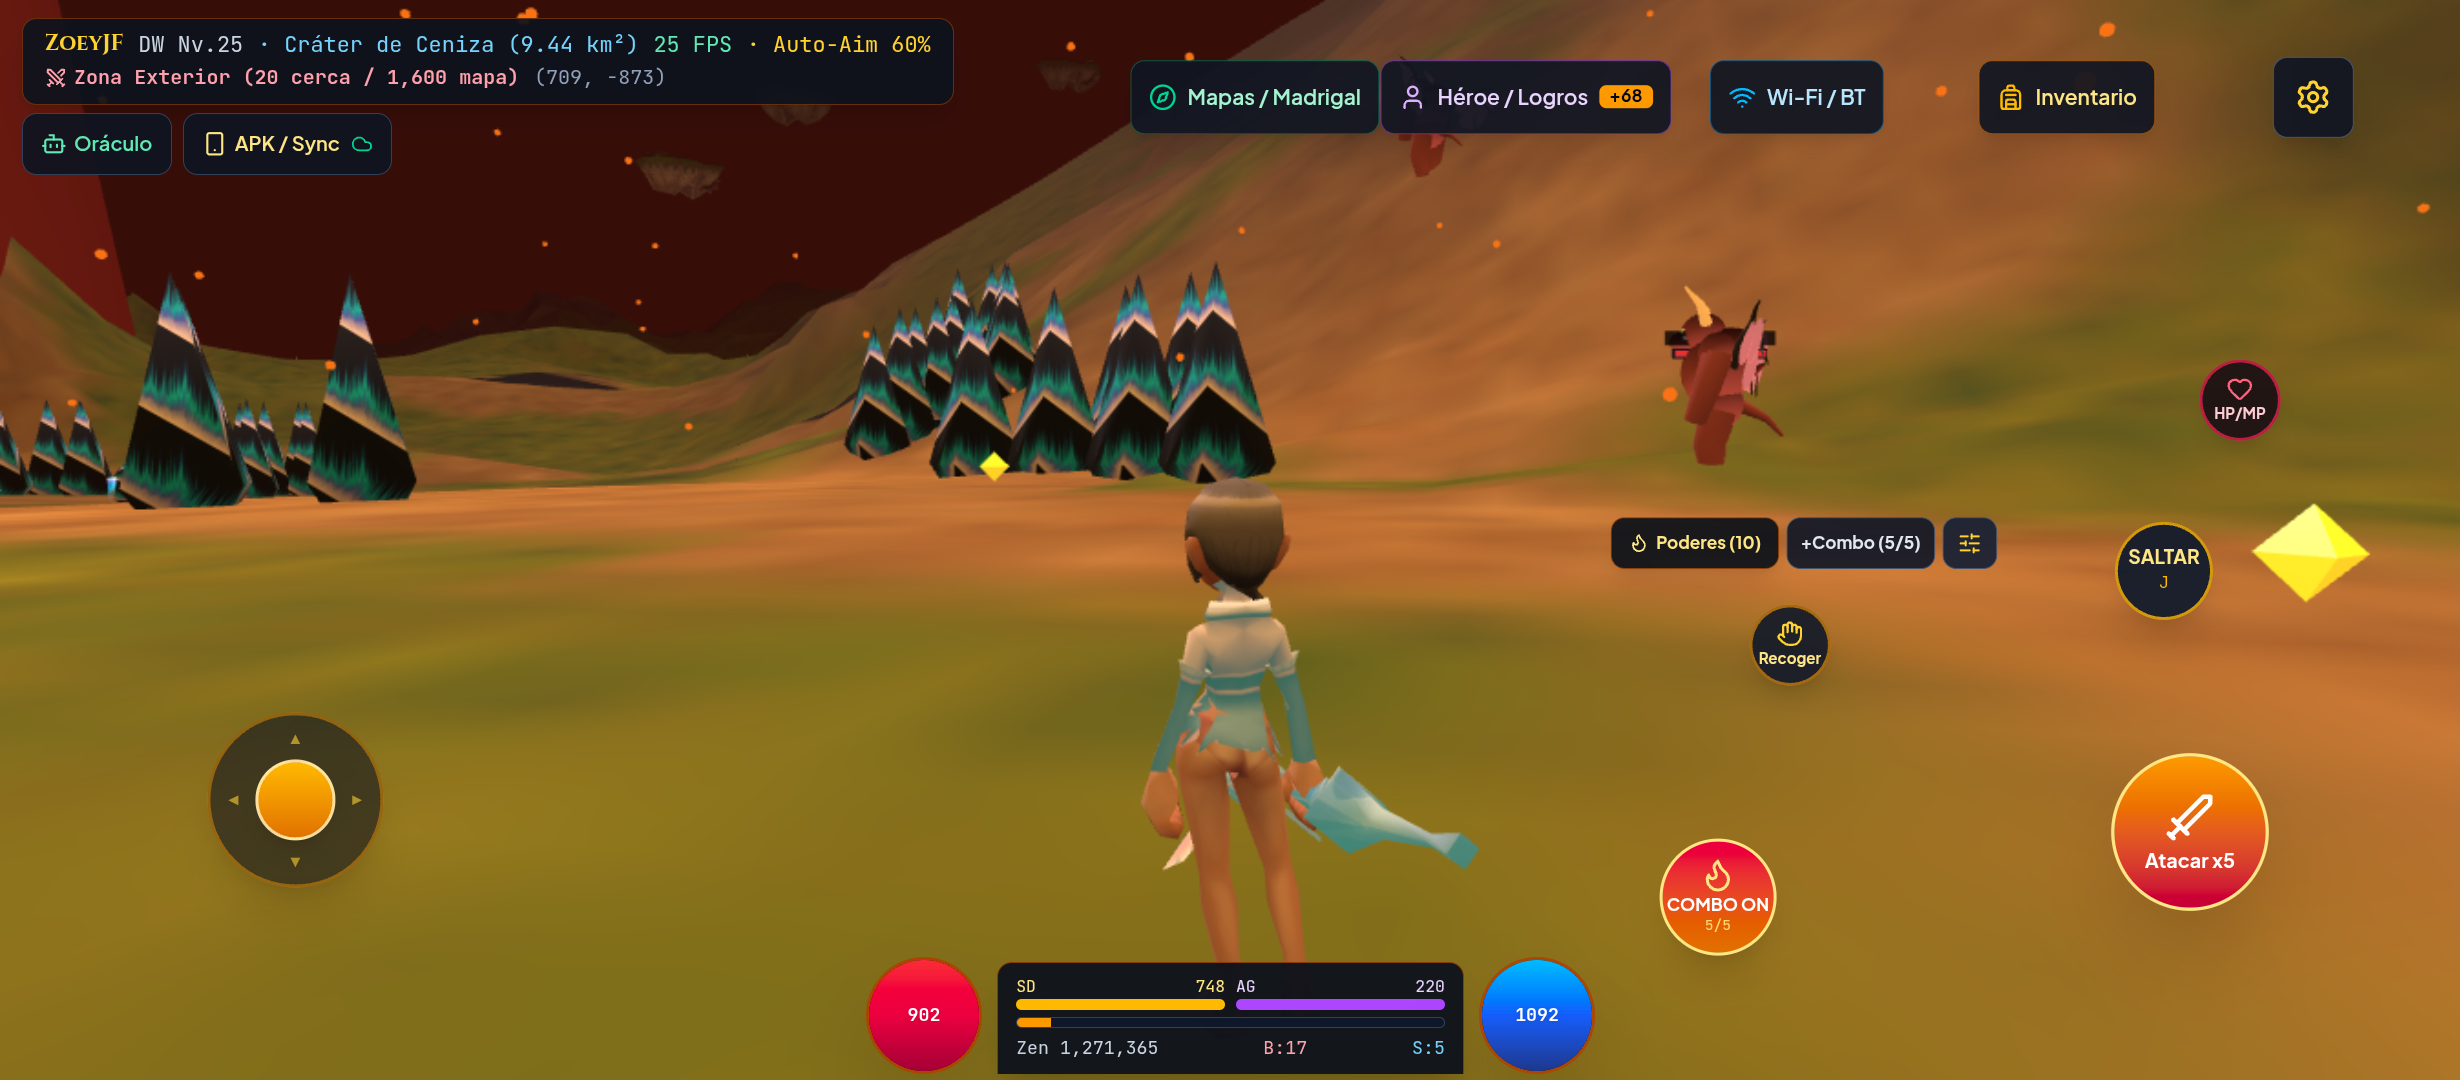 ZOEYJF DW Nv.25 · Cráter de Ceniza (9.44 km²) 25 FPS · Auto-Aim 60%
Zona Exterior (20 cerca / 1,600 mapa) (709, -873)
Mapas / Madrigal
Héroe / Logros +68
Wi-Fi / BT
Inventario
Oráculo
APK / Sync
HP/MP
Poderes (10)
+Combo (5/5)
SALTAR
J
Recoger
Atacar x5
COMBO ON
5/5
902
SD 748 AG 220
Zen 1,271,365 B:17 S:5
1092